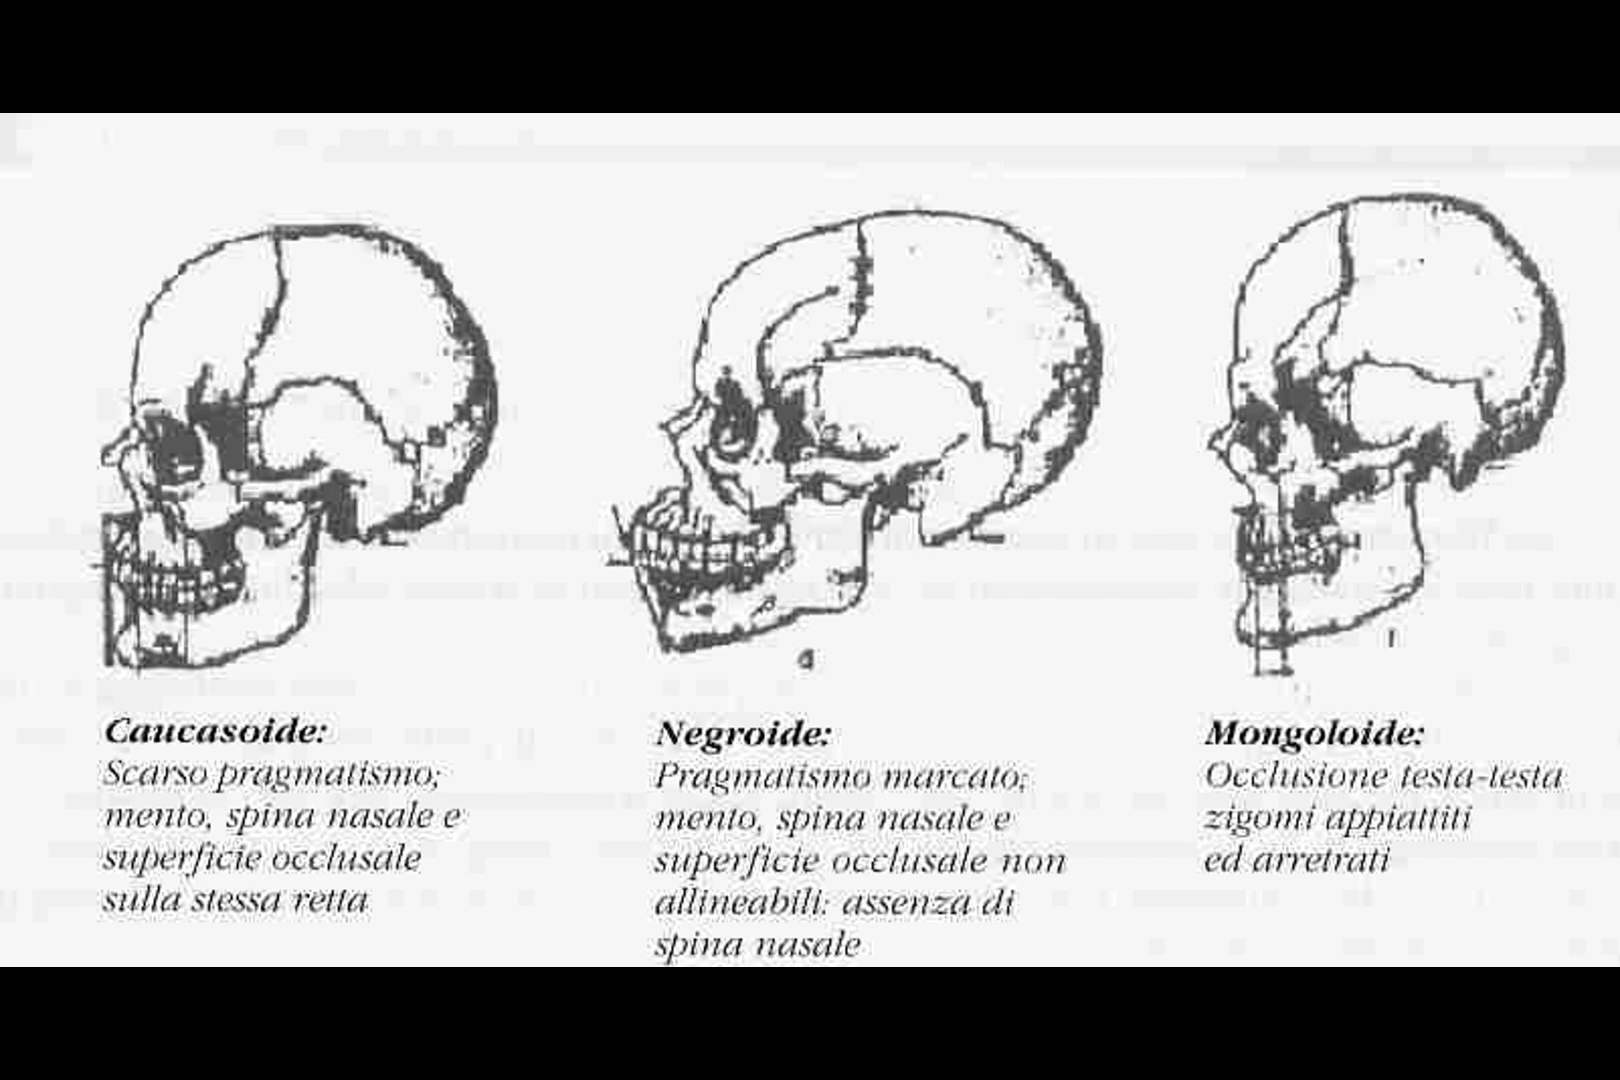 Caucasoide:
Scarso pragmatismo;
mento, spina nasale e
superficie occlusale
sulla stessa retta
Negroide:
Pragmatismo marcato;
mento, spina nasale e
superficie occlusale non
allineabili: assenza di
spina nasale
Mongoloide:
Occlusione testa-testa
zigomi appiattiti
ed arretrati